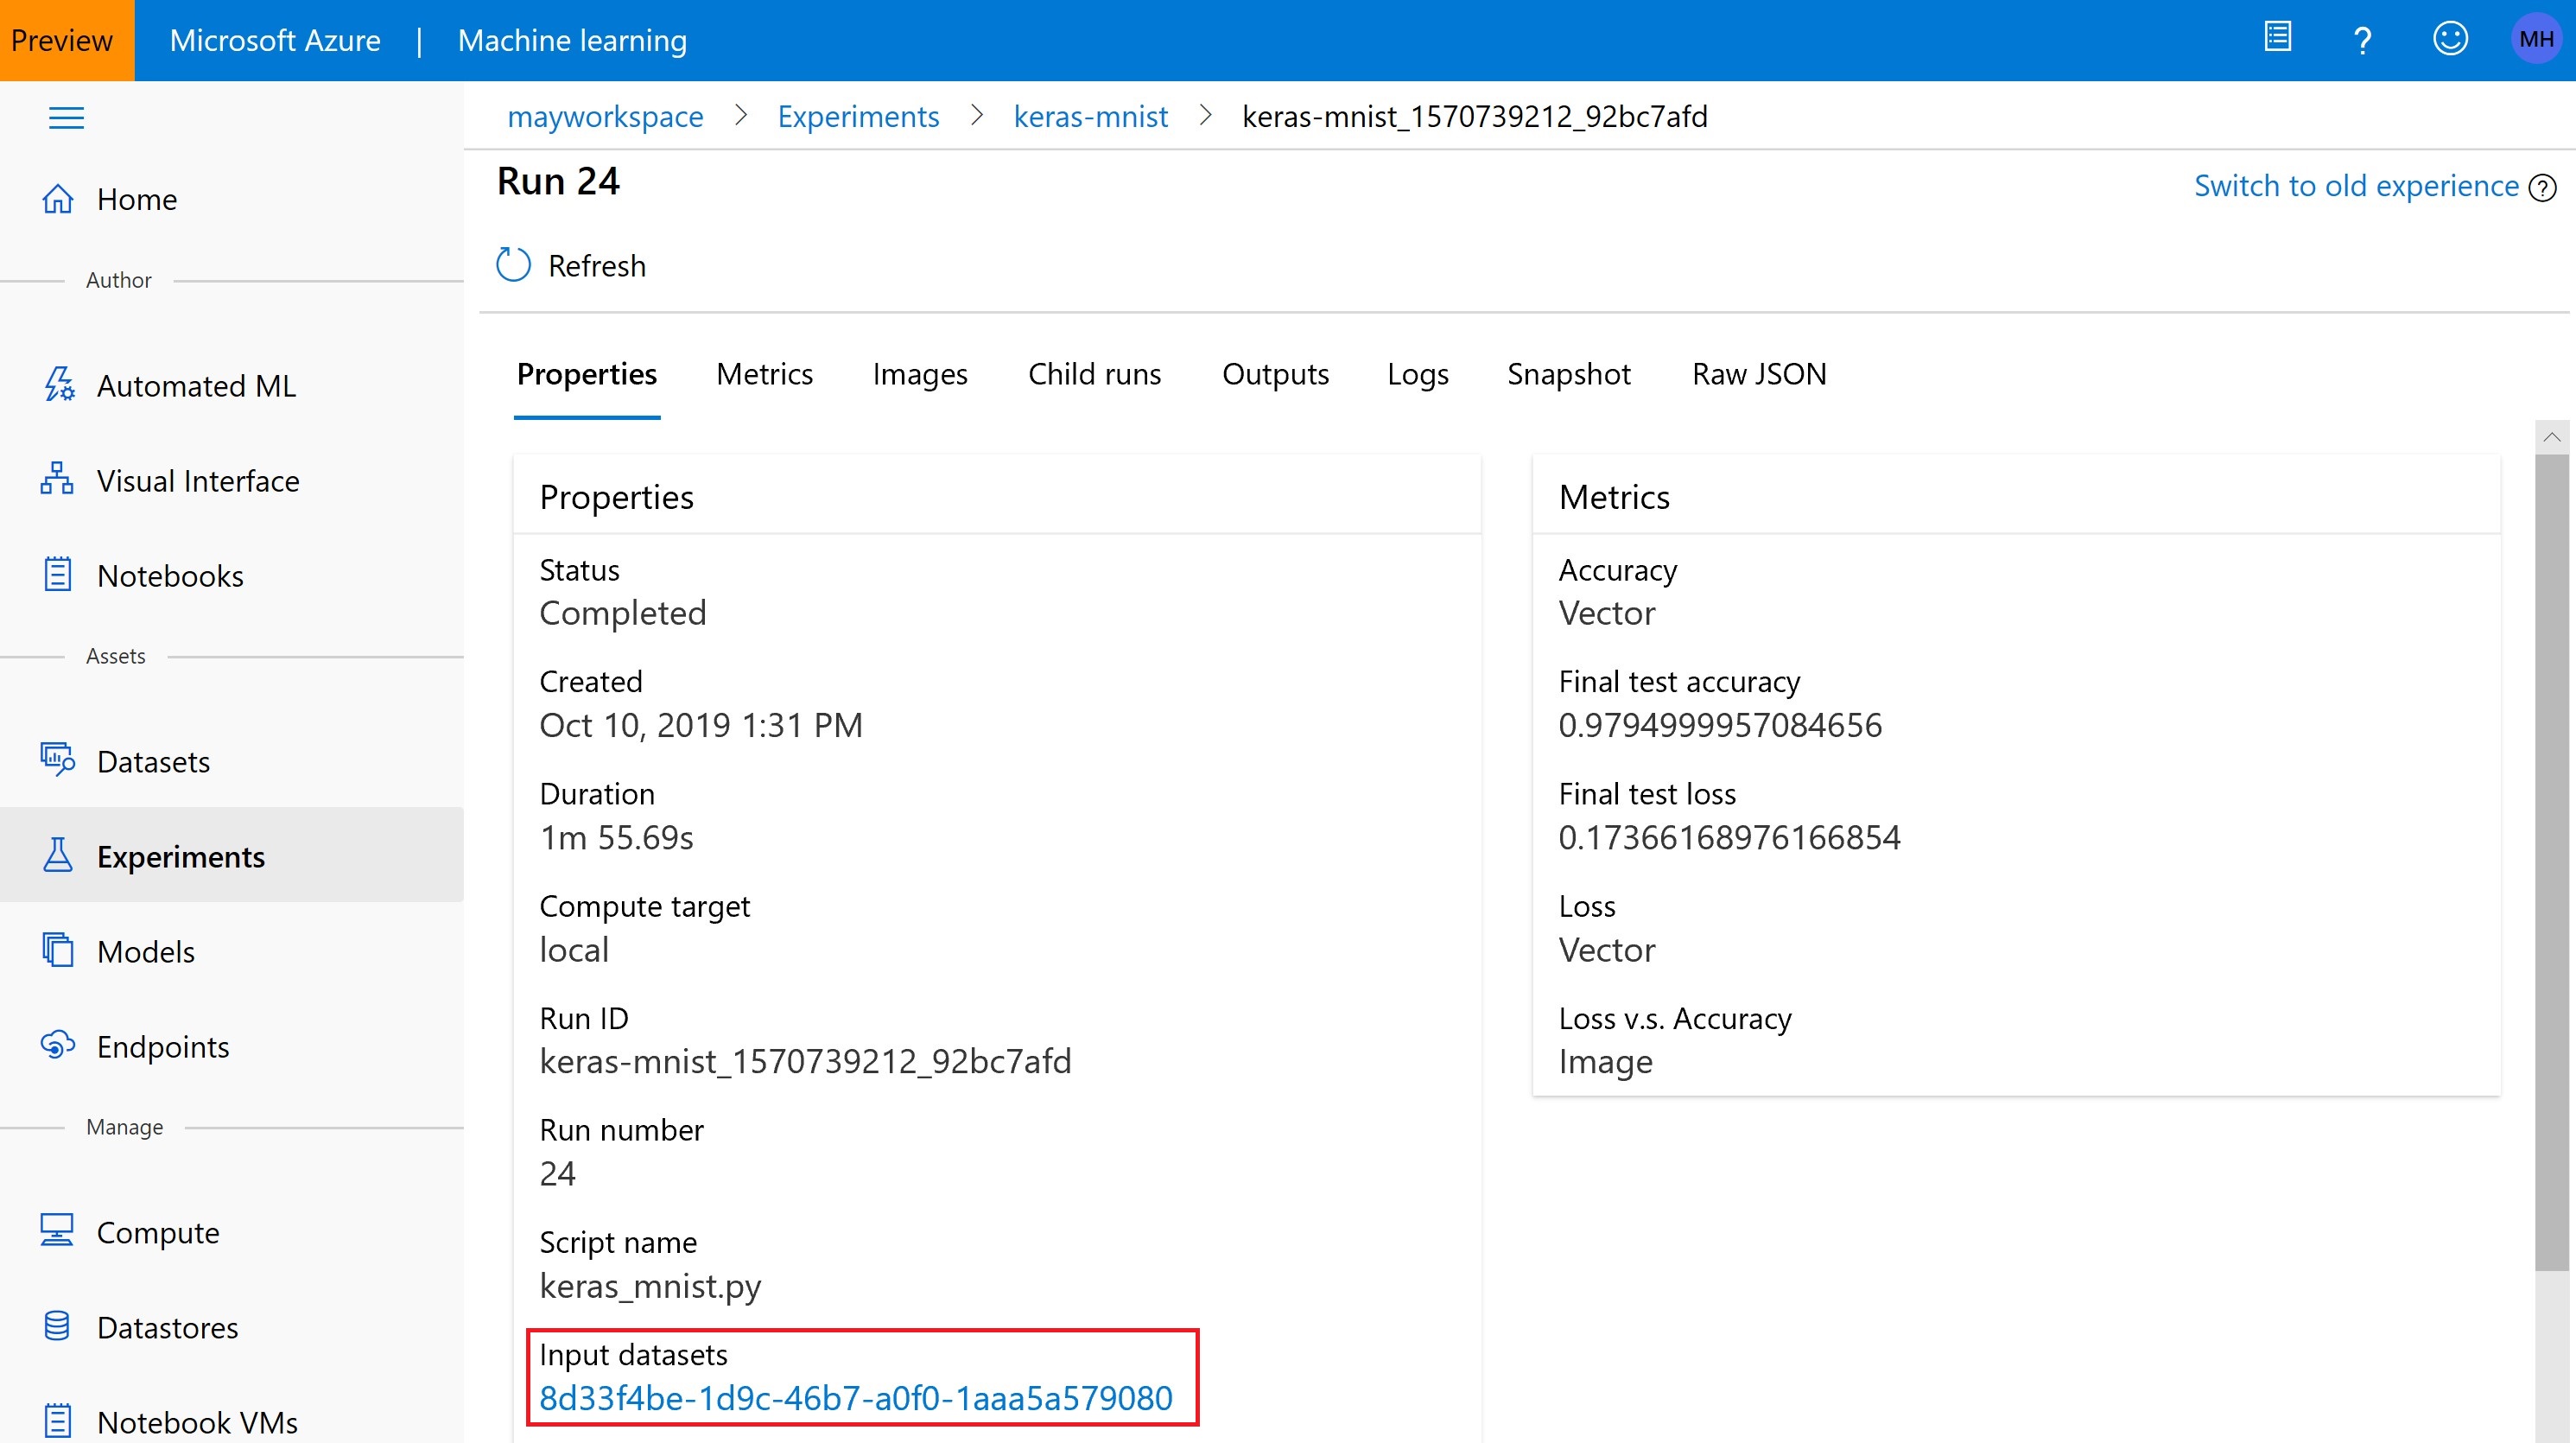 Preview
Microsoft Azure | Machine learning
MH
mayworkspace > Experiments > keras-mnist > keras-mnist_1570739212_92bc7afd
Run 24
Switch to old experience
Refresh
Home
Author
Automated ML
Visual Interface
Notebooks
Assets
Datasets
Experiments
Models
Endpoints
Manage
Compute
Datastores
Notebook VMs
Properties Metrics Images Child runs Outputs Logs Snapshot Raw JSON
Properties
Status
Completed
Created
Oct 10, 2019 1:31 PM
Duration
1m 55.69s
Compute target
local
Run ID
keras-mnist_1570739212_92bc7afd
Run number
24
Script name
keras_mnist.py
Input datasets
8d33f4be-1d9c-46b7-a0f0-1aaa5a579080
Metrics
Accuracy
Vector
Final test accuracy
0.9794999957084656
Final test loss
0.17366168976166854
Loss
Vector
Loss v.s. Accuracy
Image